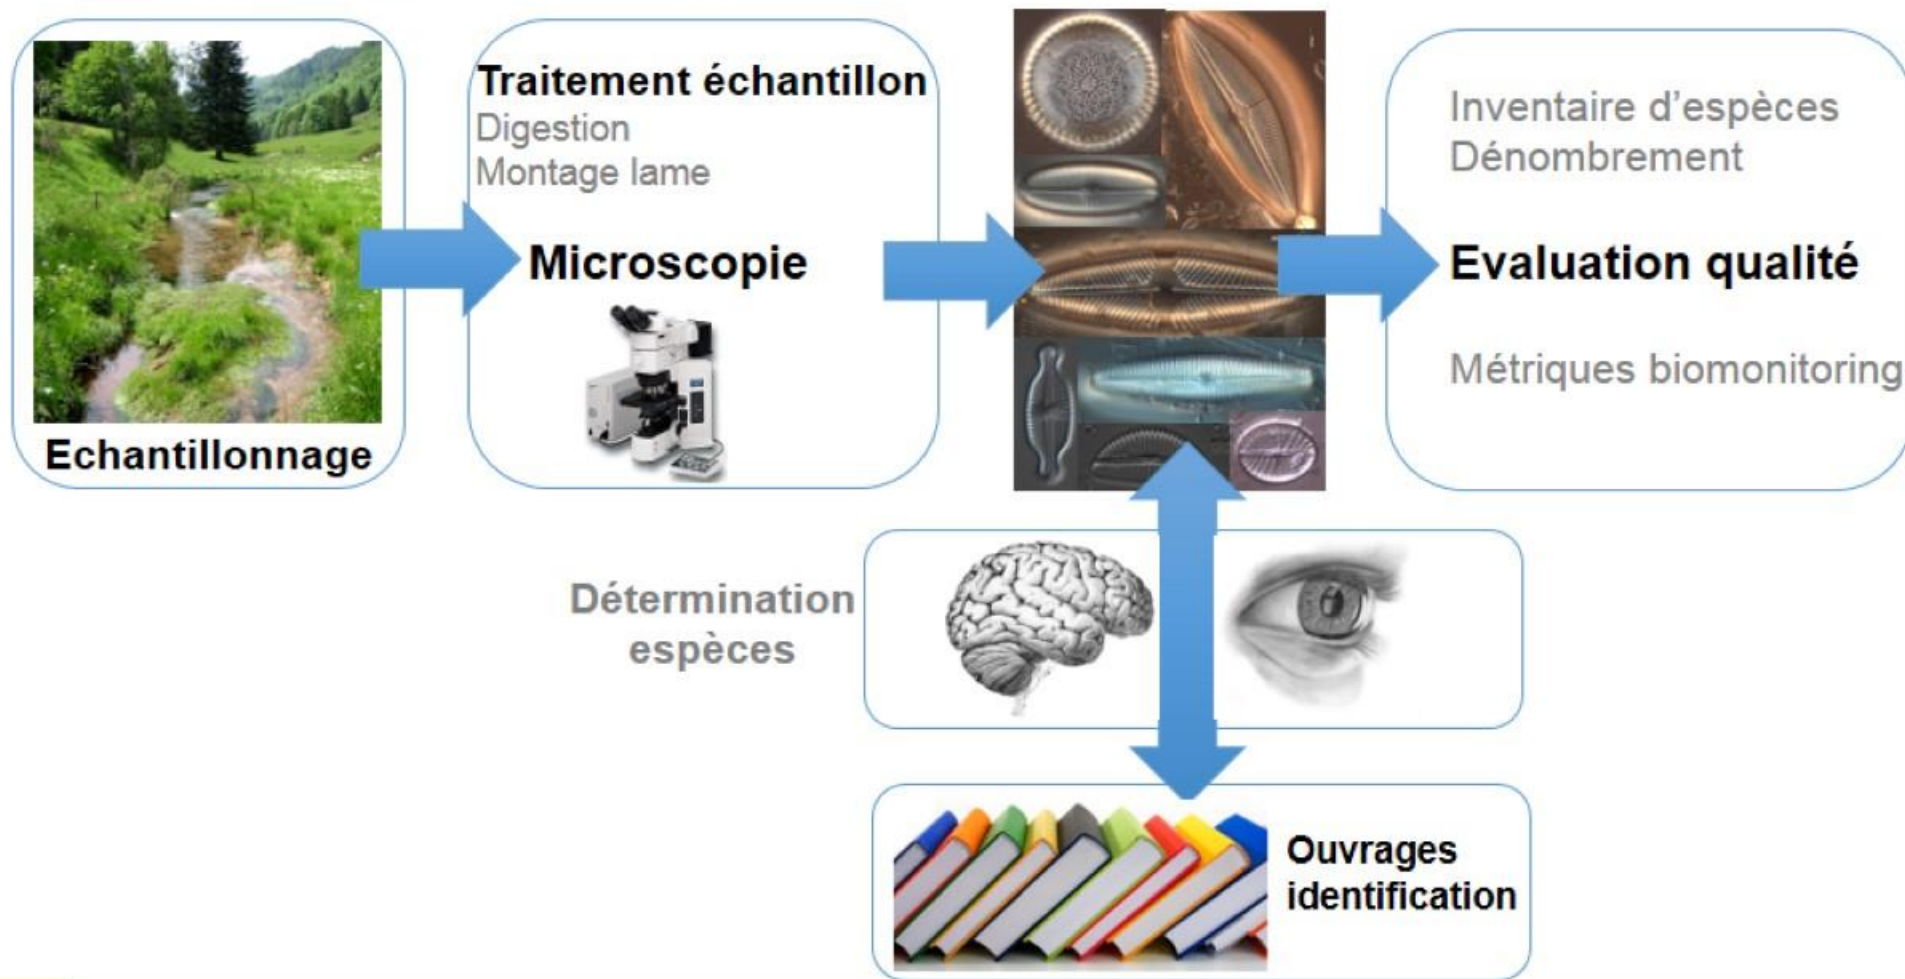 Echantillonnage
Traitement échantillon
Digestion
Montage lame
Microscopie
Inventaire d'espèces
Dénombrement
Evaluation qualité
Métriques biomonitoring
Détermination
espèces
Ouvrages
identification